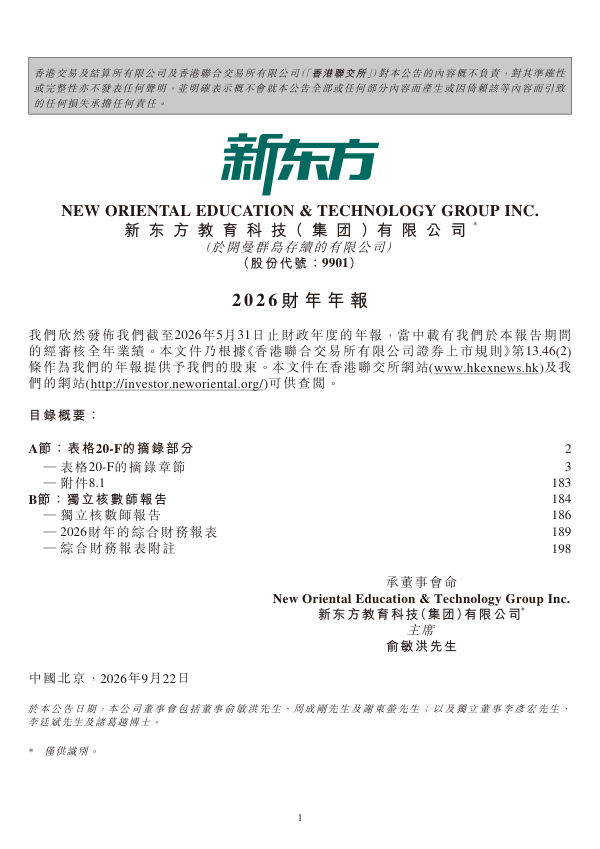 香港交易及結算所有限公司及香港聯合交易所有限公司(「香港聯交所」)對本公告的內容概不負責，對其準確性
或完整性亦不發表任何聲明，並明確表示概不會就本公告全部或任何部分內容而產生或因倚賴該等內容而引致
的任何損失承擔任何責任。
新东方
NEW ORIENTAL EDUCATION & TECHNOLOGY GROUP INC.
新东方教育科技(集团)有限公司*
(於開曼群島存續的有限公司)
(股份代號：9901)
2026財年年報
我們欣然發佈我們截至2026年5月31日止財政年度的年報，當中載有我們於本報告期間
的經審核全年業績。本文件乃根據《香港聯合交易所有限公司證券上市規則》第13.46(2)
條作為我們的年報提供予我們的股東。本文件在香港聯交所網站(www.hkexnews.hk)及我
們的網站(http://investor.neworiental.org/)可供查閱。
目錄概要：
A節：表格20-F的摘錄部分 2
— 表格20-F的摘錄章節 3
— 附件8.1 183
B節：獨立核數師報告 184
— 獨立核數師報告 186
— 2026財年的綜合財務報表 189
— 綜合財務報表附註 198
承董事會命
New Oriental Education & Technology Group Inc.
新东方教育科技(集团)有限公司*
主席
俞敏洪先生
中國北京，2026年9月22日
於本公告日期，本公司董事會包括董事俞敏洪先生、周成剛先生及謝東螢先生；以及獨立董事李彥宏先生、
李廷斌先生及諸葛越博士。
* 僅供識別。
1